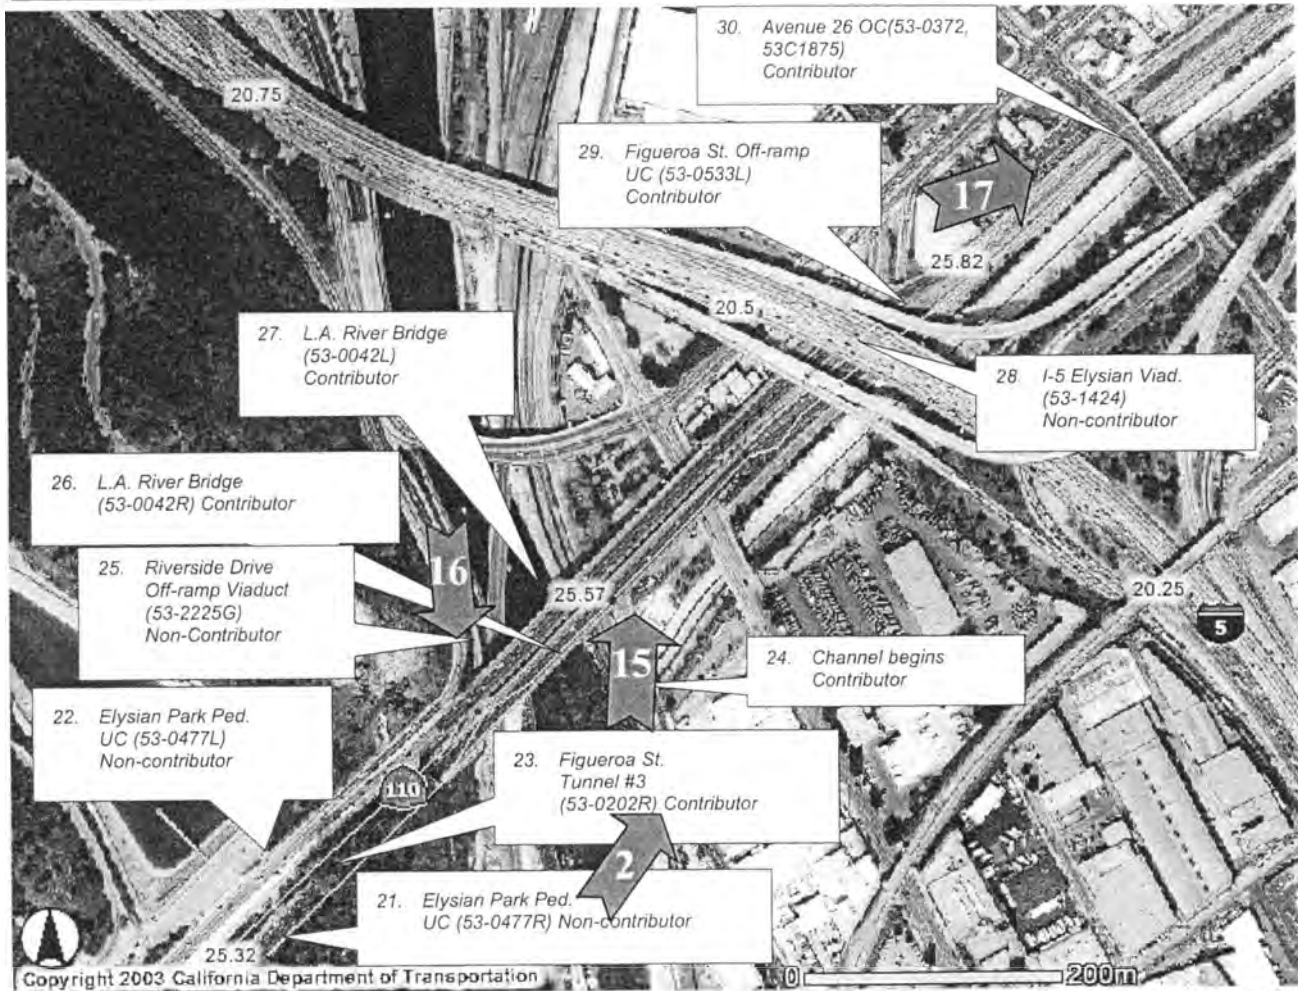 30. Avenue 26 OC(53-0372,
53C1875)
Contributor
20.75
29. Figueroa St. Off-ramp
UC (53-0533L)
Contributor
17
25.82
20.5
27. L.A. River Bridge
(53-0042L)
Contributor
28. I-5 Elysian Viad.
(53-1424)
Non-contributor
26. L.A. River Bridge
(53-0042R) Contributor
25. Riverside Drive
Off-ramp Viaduct
(53-2225G)
Non-Contributor
16
25.57
20.25
5
15
24. Channel begins
Contributor
22. Elysian Park Ped.
UC (53-0477L)
Non-contributor
110
23. Figueroa St.
Tunnel #3
(53-0202R) Contributor
2
21. Elysian Park Ped.
UC (53-0477R) Non-contributor
25.32
Copyright 2003 California Department of Transportation
0 200m